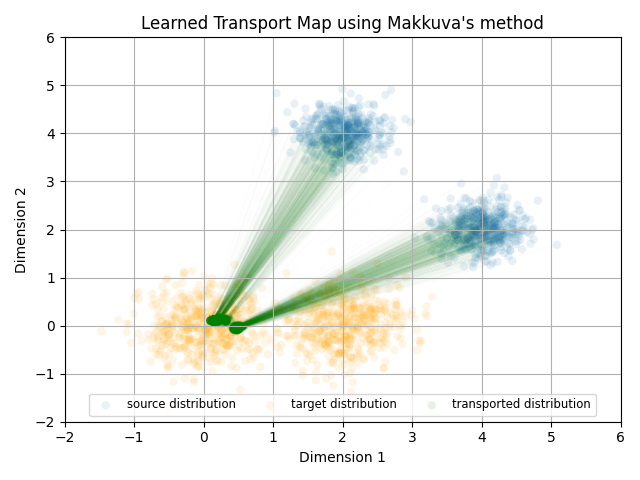 Learned Transport Map using Makkuva's method
6
5
4
3
2
1
0
−1
−2
Dimension 2
source distribution target distribution transported distribution
−2 −1 0 1 2 3 4 5 6
Dimension 1